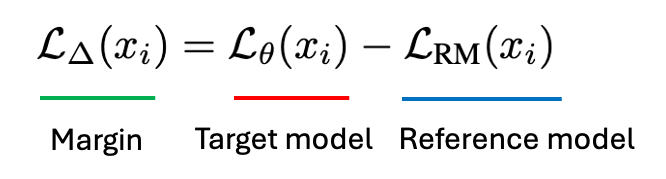 ℒ_Δ(x_i) = ℒ_θ(x_i) − ℒ_RM(x_i)
Margin Target model Reference model